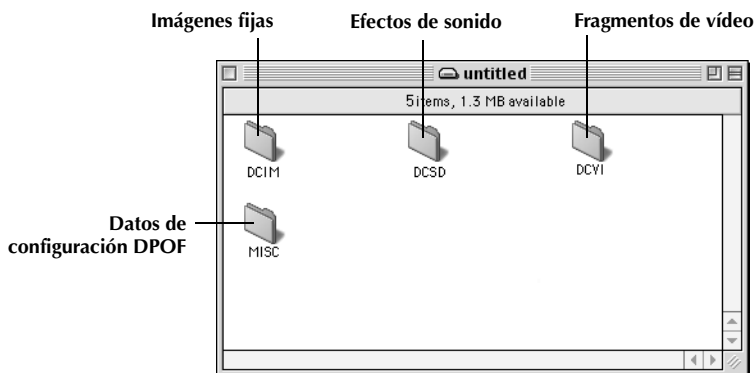 Imágenes fijas
Efectos de sonido
Fragmentos de vídeo
untitled
5 items, 1.3 MB available
DCIM
DCSD
DCVI
Datos de
configuración DPOF
MISC